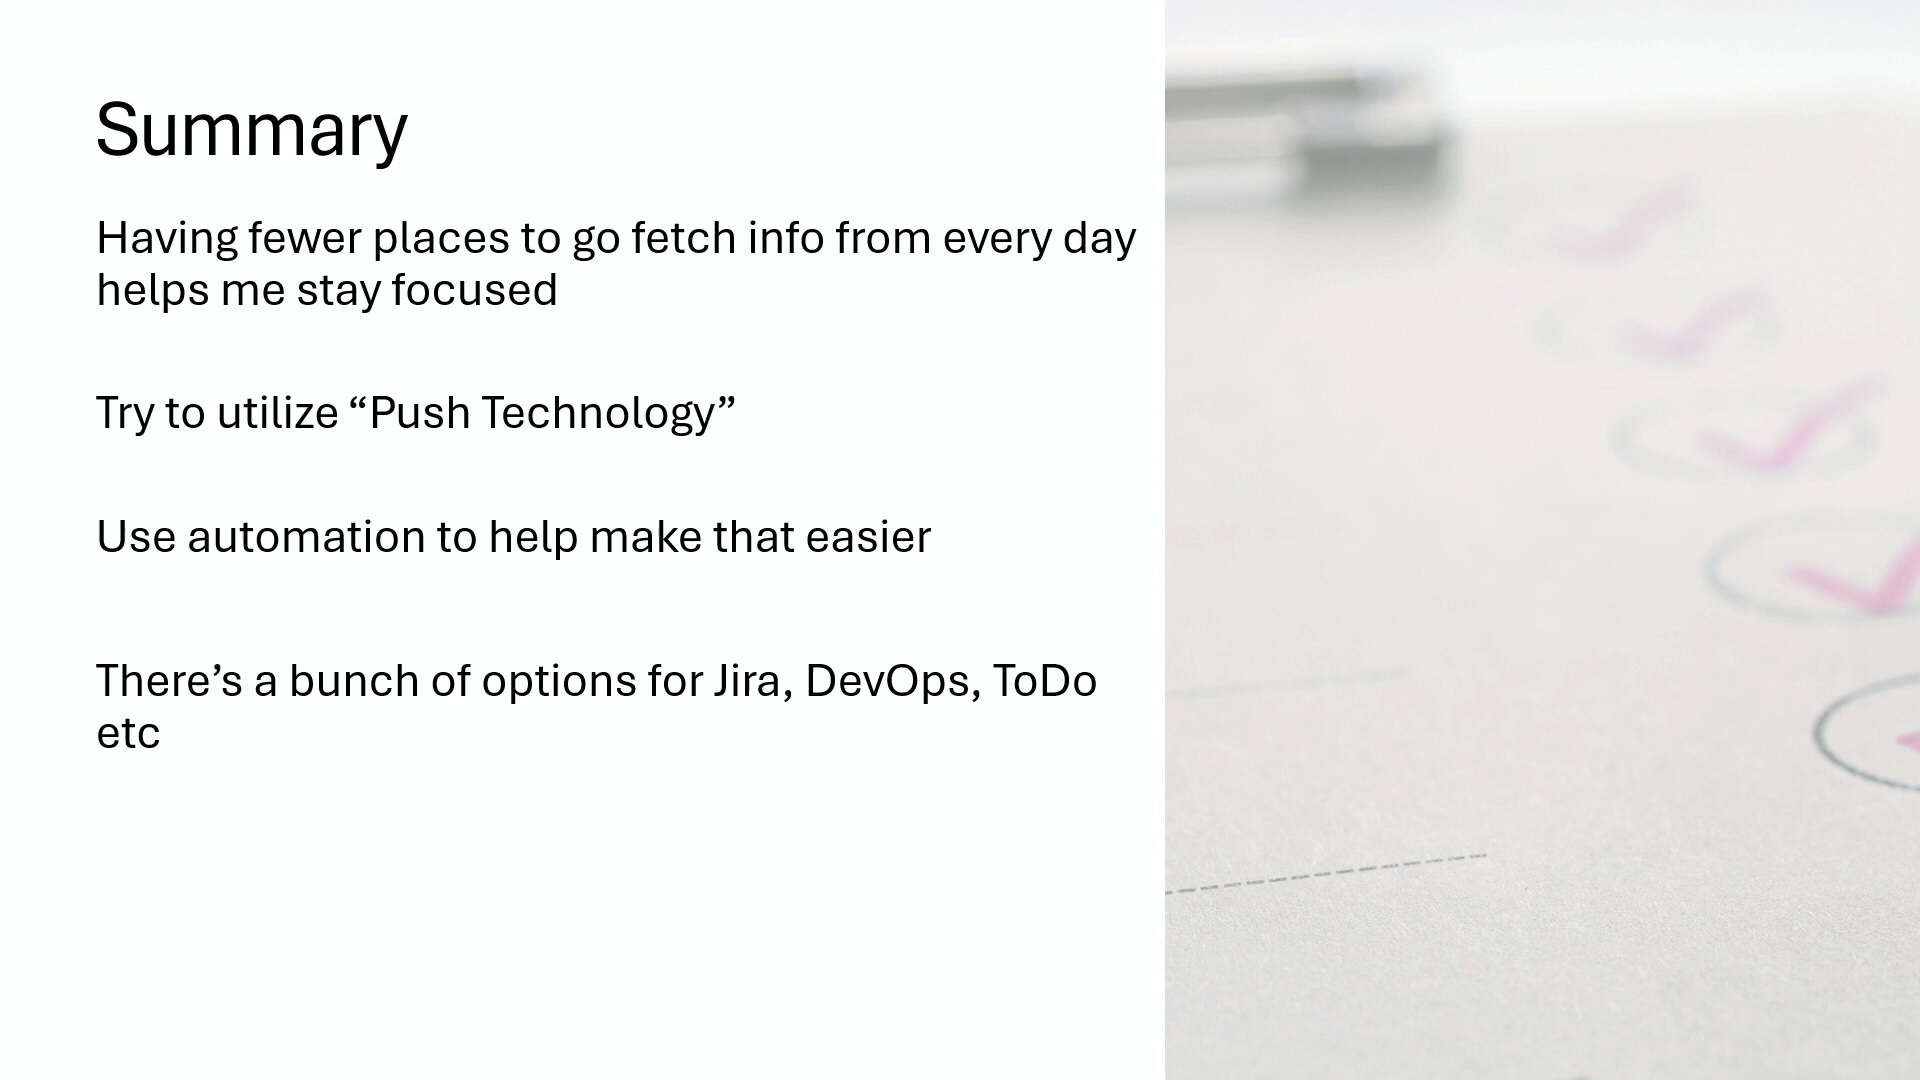 Summary
Having fewer places to go fetch info from every day
helps me stay focused
Try to utilize “Push Technology”
Use automation to help make that easier
There’s a bunch of options for Jira, DevOps, ToDo
etc